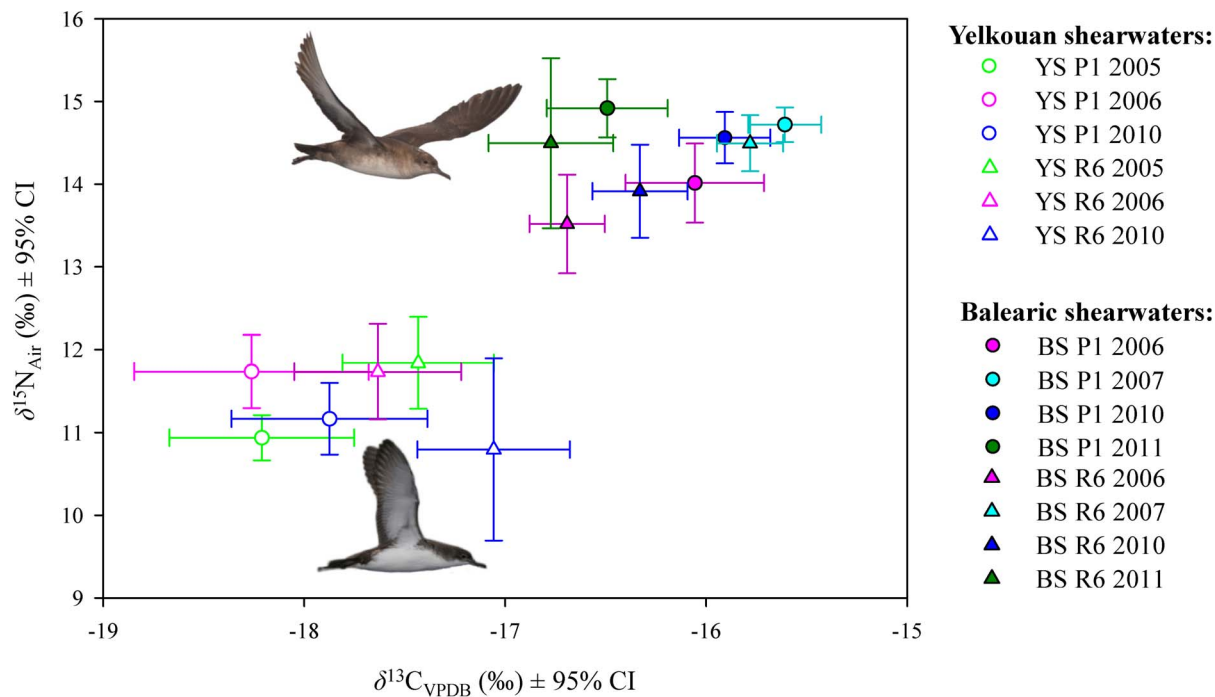 16
15
14
13
12
11
10
9
δ¹⁵N_Air (‰) ± 95% CI
-19 -18 -17 -16 -15
δ¹³C_VPDB (‰) ± 95% CI
Yelkouan shearwaters:
YS P1 2005
YS P1 2006
YS P1 2010
YS R6 2005
YS R6 2006
YS R6 2010
Balearic shearwaters:
BS P1 2006
BS P1 2007
BS P1 2010
BS P1 2011
BS R6 2006
BS R6 2007
BS R6 2010
BS R6 2011